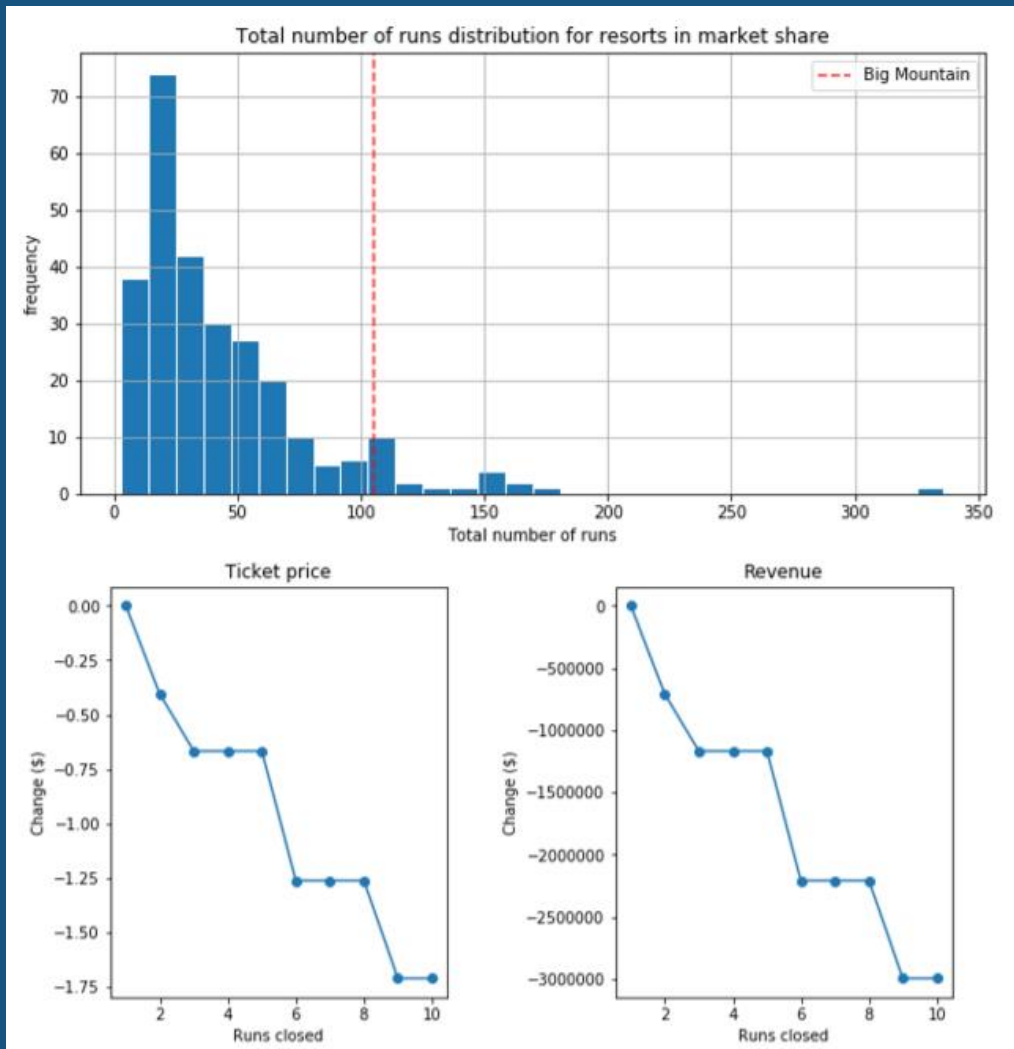 Total number of runs distribution for resorts in market share
Big Mountain
70
60
50
40
30
20
10
0
frequency
0 50 100 150 200 250 300 350
Total number of runs
Ticket price
0.00
−0.25
−0.50
−0.75
−1.00
−1.25
−1.50
−1.75
Change ($)
2 4 6 8 10
Runs closed
Revenue
0
−500000
−1000000
−1500000
−2000000
−2500000
−3000000
Change ($)
2 4 6 8 10
Runs closed